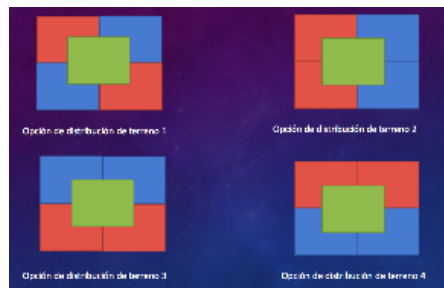 Opción de distribución de terreno 1
Opción de distribución de terreno 2
Opción de distribución de terreno 3
Opción de distribución de terreno 4